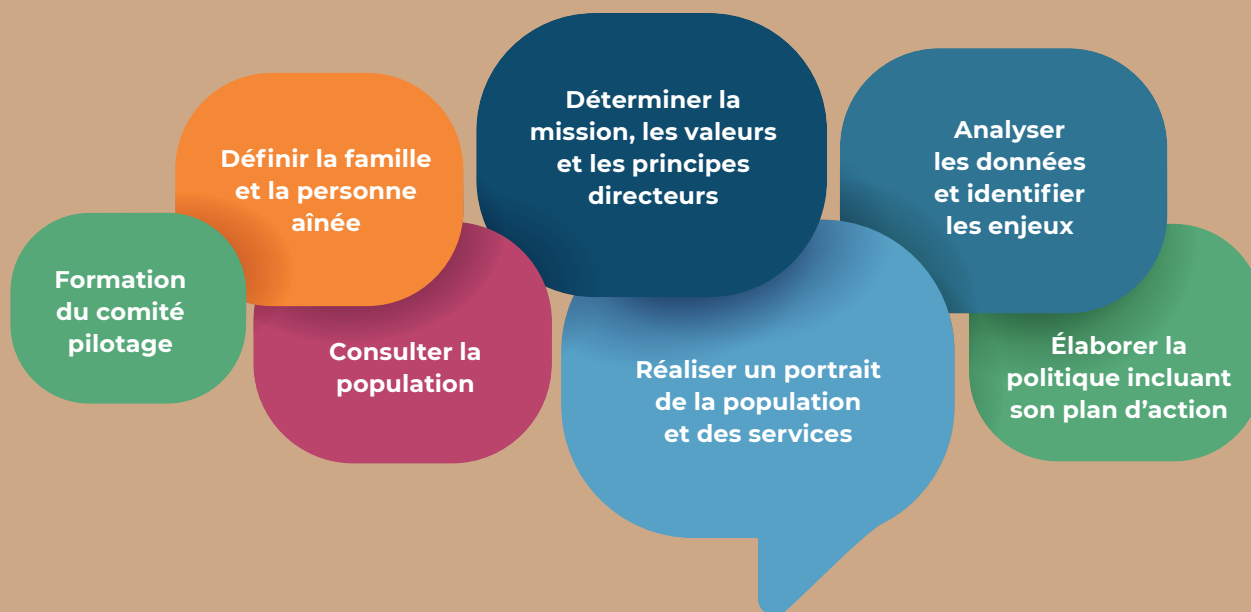 Formation
du comité
pilotage
Définir la famille
et la personne
aînée
Consulter la
population
Déterminer la
mission, les valeurs
et les principes
directeurs
Réaliser un portrait
de la population
et des services
Analyser
les données
et identifier
les enjeux
Élaborer la
politique incluant
son plan d’action